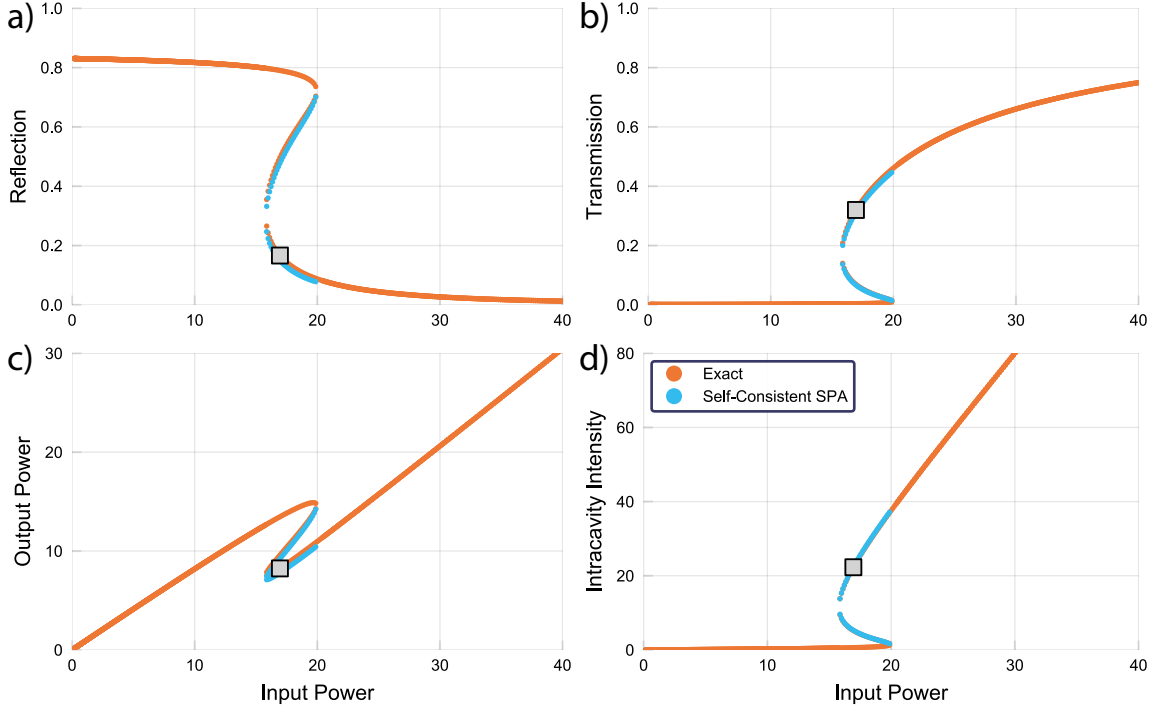 a)
1.0
0.8
0.6
0.4
0.2
0.0
Reflection
0 10 20 30 40
b)
1.0
0.8
0.6
0.4
0.2
0.0
Transmission
0 10 20 30 40
c)
30
20
10
0
Output Power
0 10 20 30 40
Input Power
d)
80
60
40
20
0
Intracavity Intensity
Exact
Self-Consistent SPA
0 10 20 30 40
Input Power